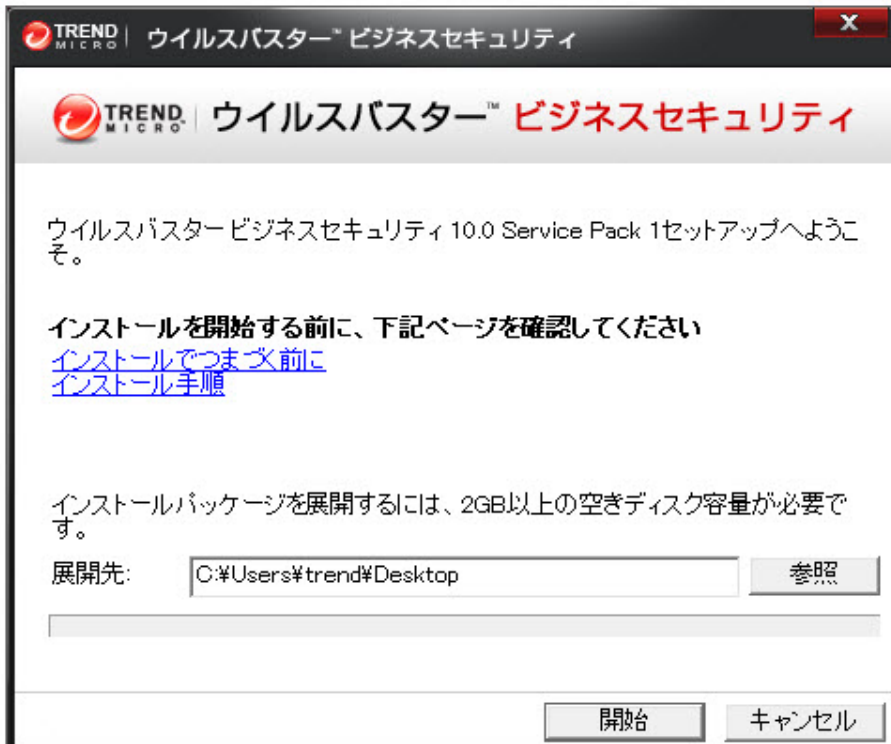 TREND MICRO ウイルスバスター™ ビジネスセキュリティ
X
TREND MICRO™ ウイルスバスター™ ビジネスセキュリティ
ウイルスバスター ビジネスセキュリティ 10.0 Service Pack 1セットアップへようこ
そ。
インストールを開始する前に、下記ページを確認してください
インストールでつまづく前に
インストール手順
インストールパッケージを展開するには、2GB以上の空きディスク容量が必要で
す。
展開先: C:¥Users¥trend¥Desktop 参照
開始 キャンセル